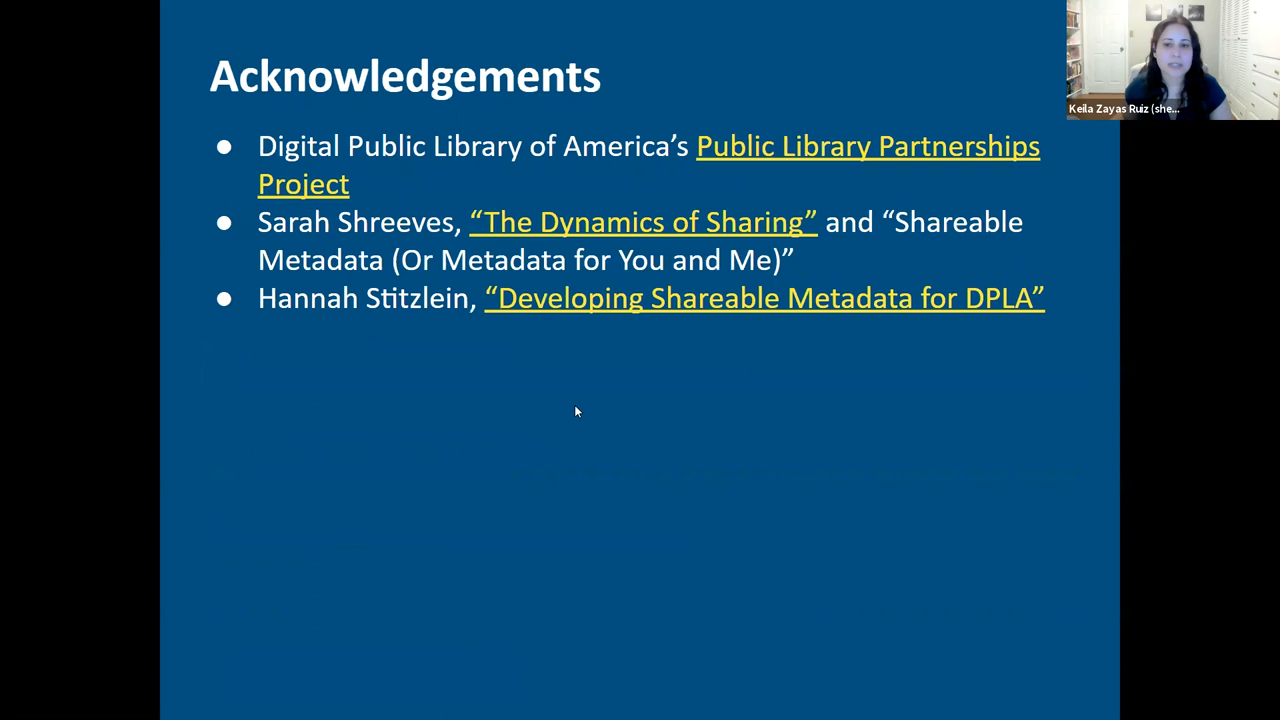 Acknowledgements
● Digital Public Library of America’s Public Library Partnerships
Project
● Sarah Shreeves, “The Dynamics of Sharing” and “Shareable
Metadata (Or Metadata for You and Me)”
● Hannah Stitzlein, “Developing Shareable Metadata for DPLA”
Keila Zayas Ruiz (she...